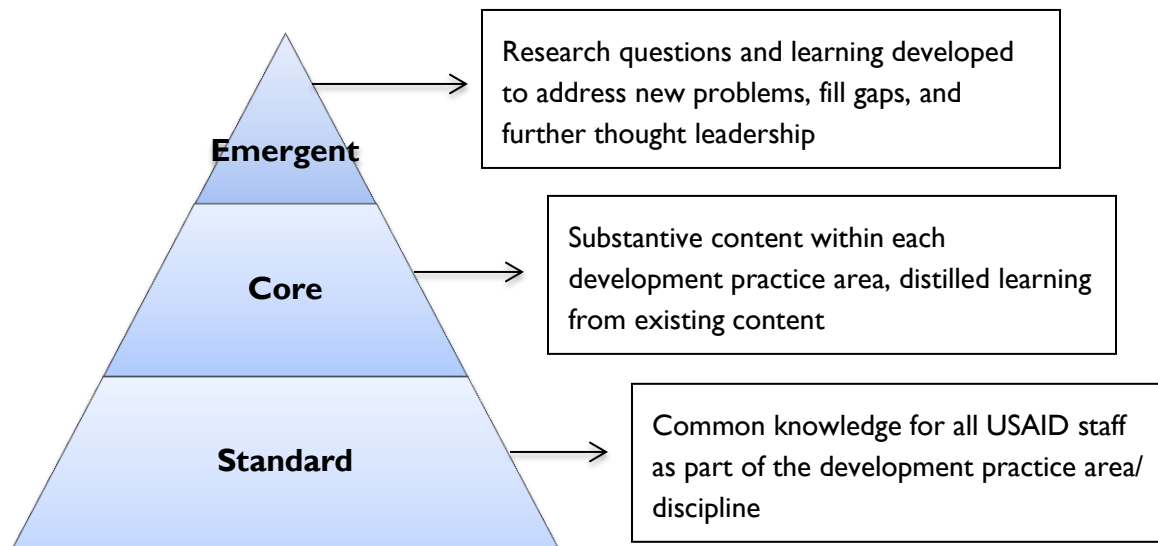 Research questions and learning developed
to address new problems, fill gaps, and
further thought leadership
Emergent
Substantive content within each
development practice area, distilled learning
from existing content
Core
Common knowledge for all USAID staff
as part of the development practice area/
discipline
Standard